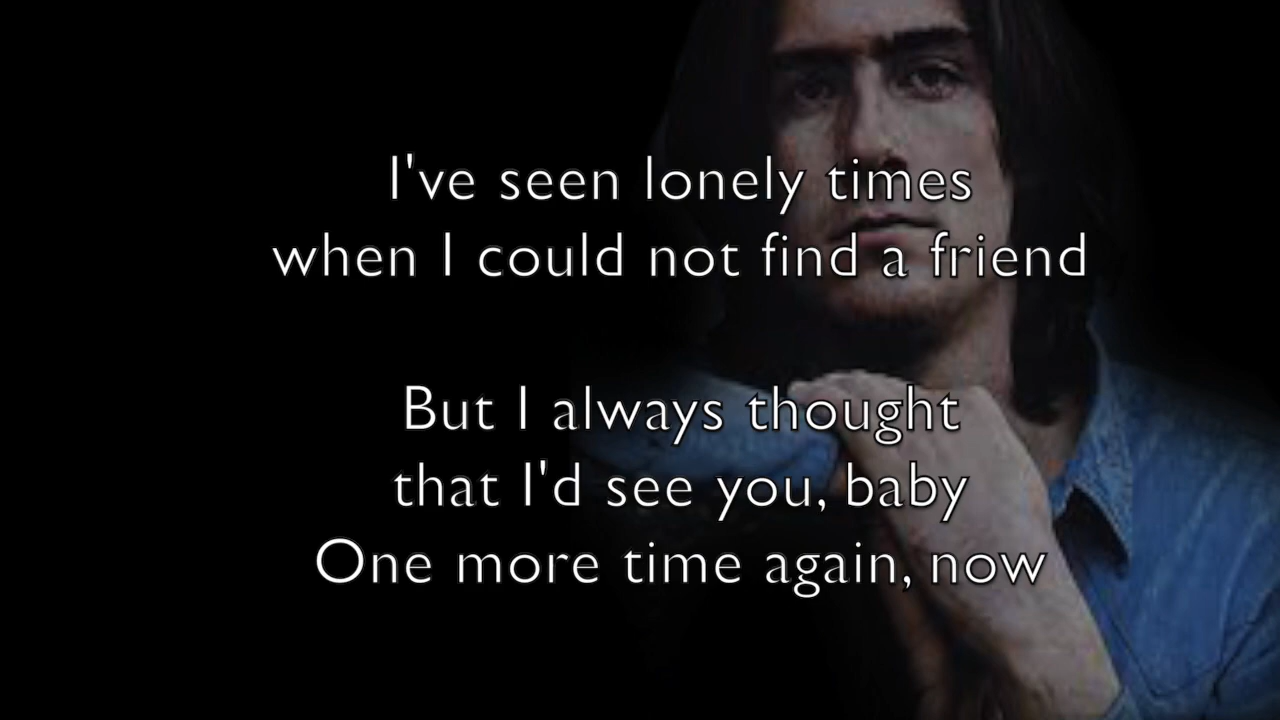 I've seen lonely times
when I could not find a friend
But I always thought
that I'd see you, baby
One more time again, now